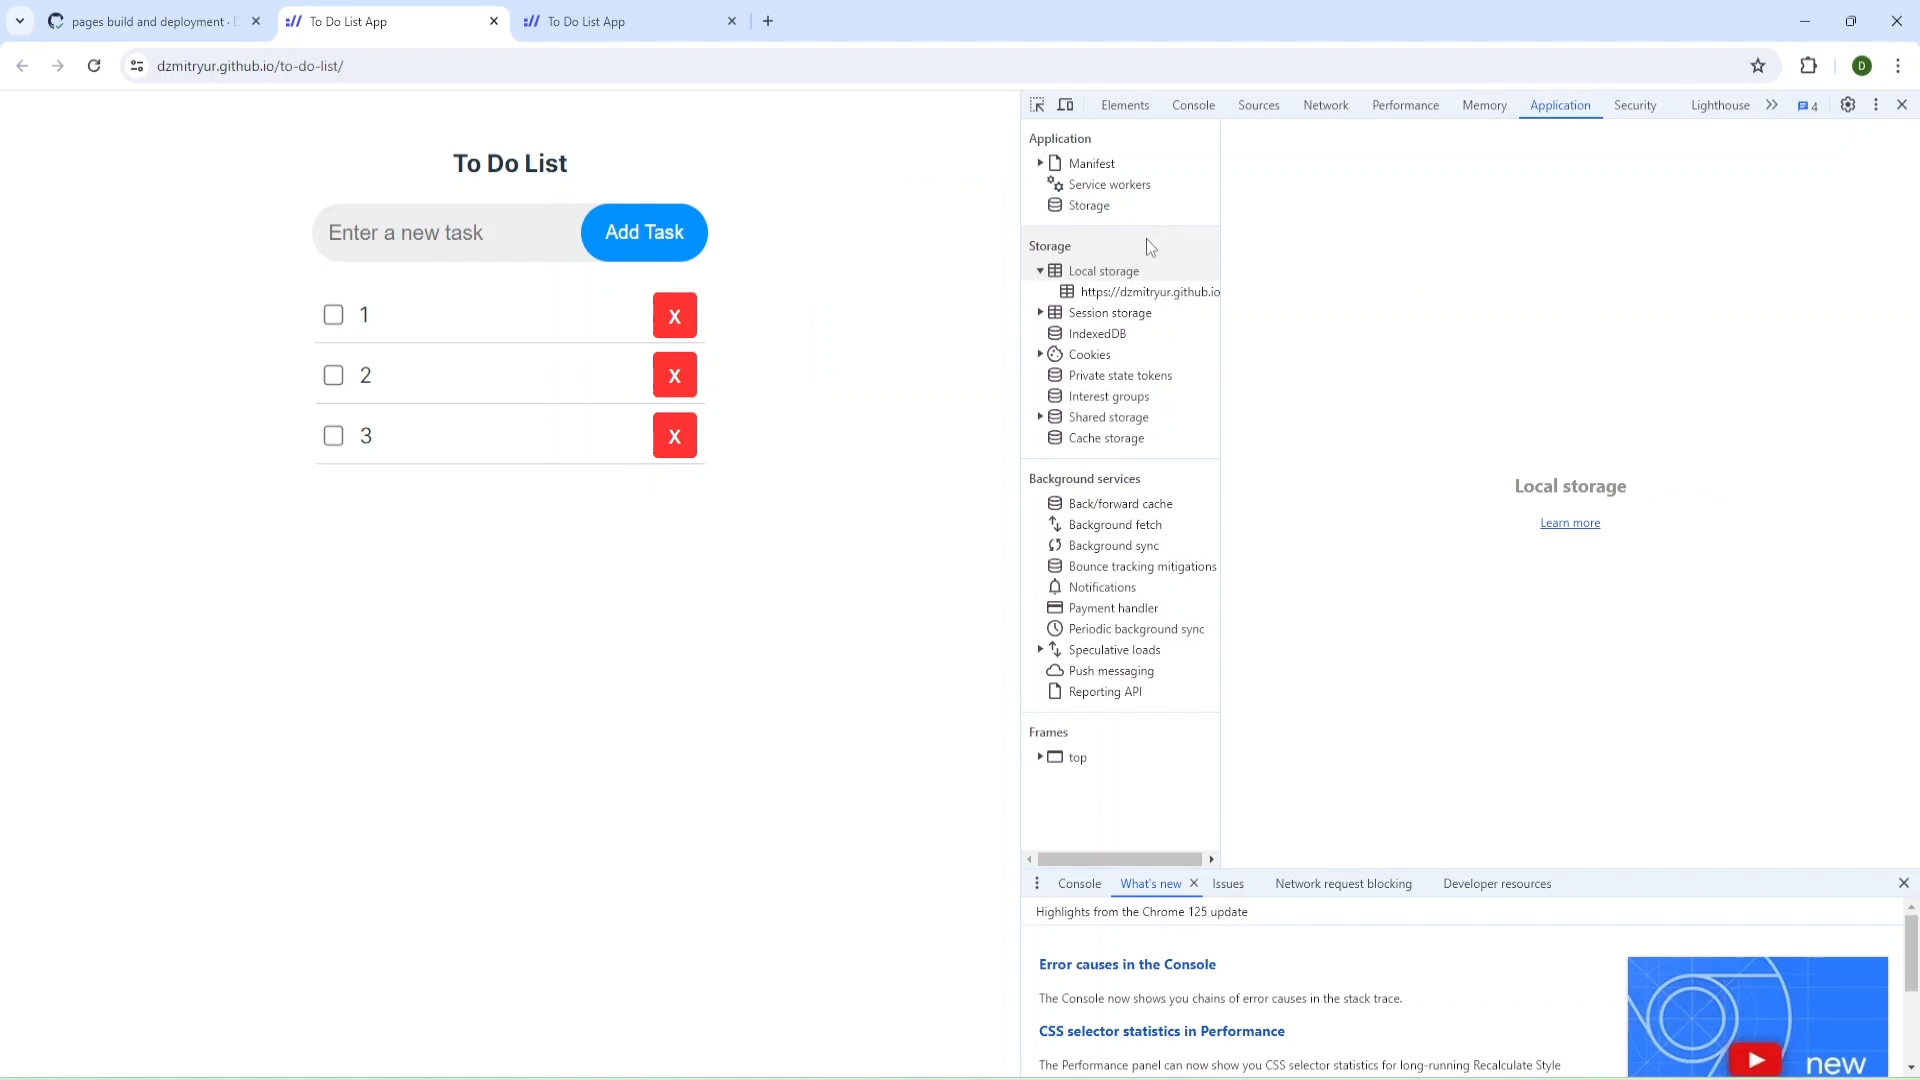 pages build and deployment · D
To Do List App
To Do List App
dzmitryur.github.io/to-do-list/
D
To Do List
Enter a new task
Add Task
1
X
2
X
3
X
Elements
Console
Sources
Network
Performance
Memory
Application
Security
Lighthouse
4
Application
Manifest
Service workers
Storage
Storage
Local storage
https://dzmitryur.github.io
Session storage
IndexedDB
Cookies
Private state tokens
Interest groups
Shared storage
Cache storage
Background services
Back/forward cache
Background fetch
Background sync
Bounce tracking mitigations
Notifications
Payment handler
Periodic background sync
Speculative loads
Push messaging
Reporting API
Frames
top
Local storage
Learn more
Console
What's new
Issues
Network request blocking
Developer resources
Highlights from the Chrome 125 update
Error causes in the Console
The Console now shows you chains of error causes in the stack trace.
CSS selector statistics in Performance
The Performance panel can now show you CSS selector statistics for long-running Recalculate Style
new